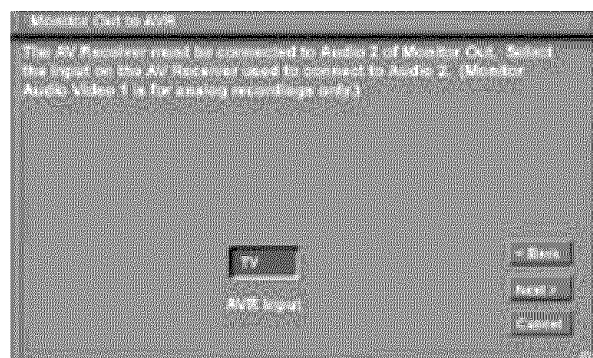 Monitor Out to AVR
The AV Receiver must be connected to Audio 2 of Monitor Out. Select
the input on the AV Receiver used to connect to Audio 2. (Monitor
Audio Video 1 is for analog recordings only.)
TV
< Back
AVR Input
Next >
Cancel